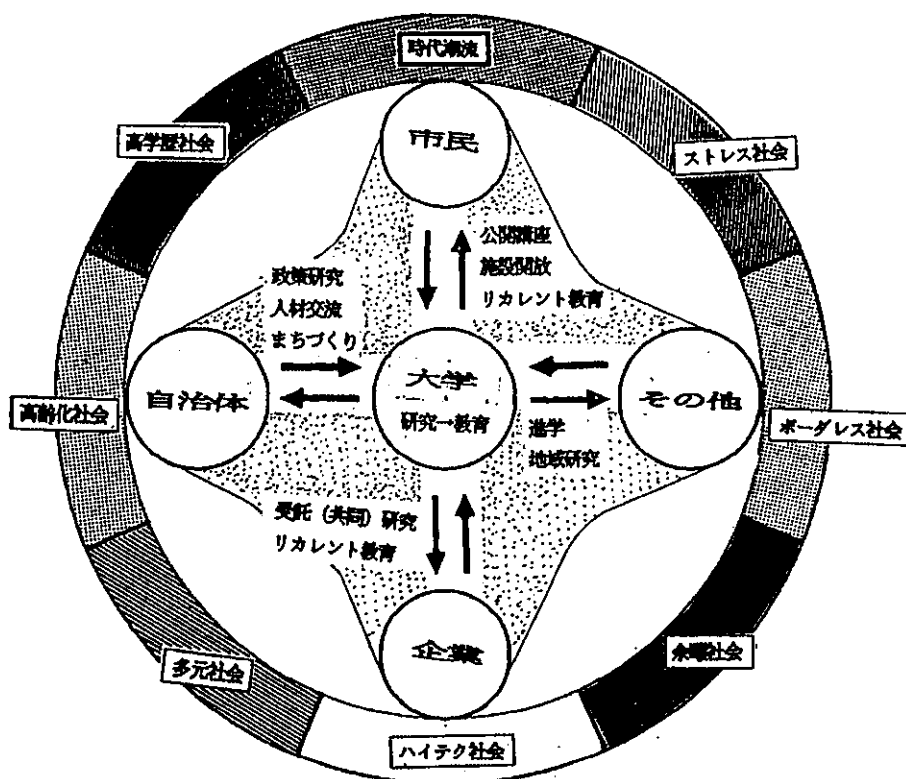 時代潮流
高学歴社会
市民
ストレス社会
公開講座
施設開放
リカレント教育
政策研究
人材交流
まちづくり
自治体
大学
研究→教育
その他
高齢化社会
ボーダレス社会
進学
地域研究
受託（共同）研究
リカレント教育
企業
多元社会
余暇社会
ハイテク社会